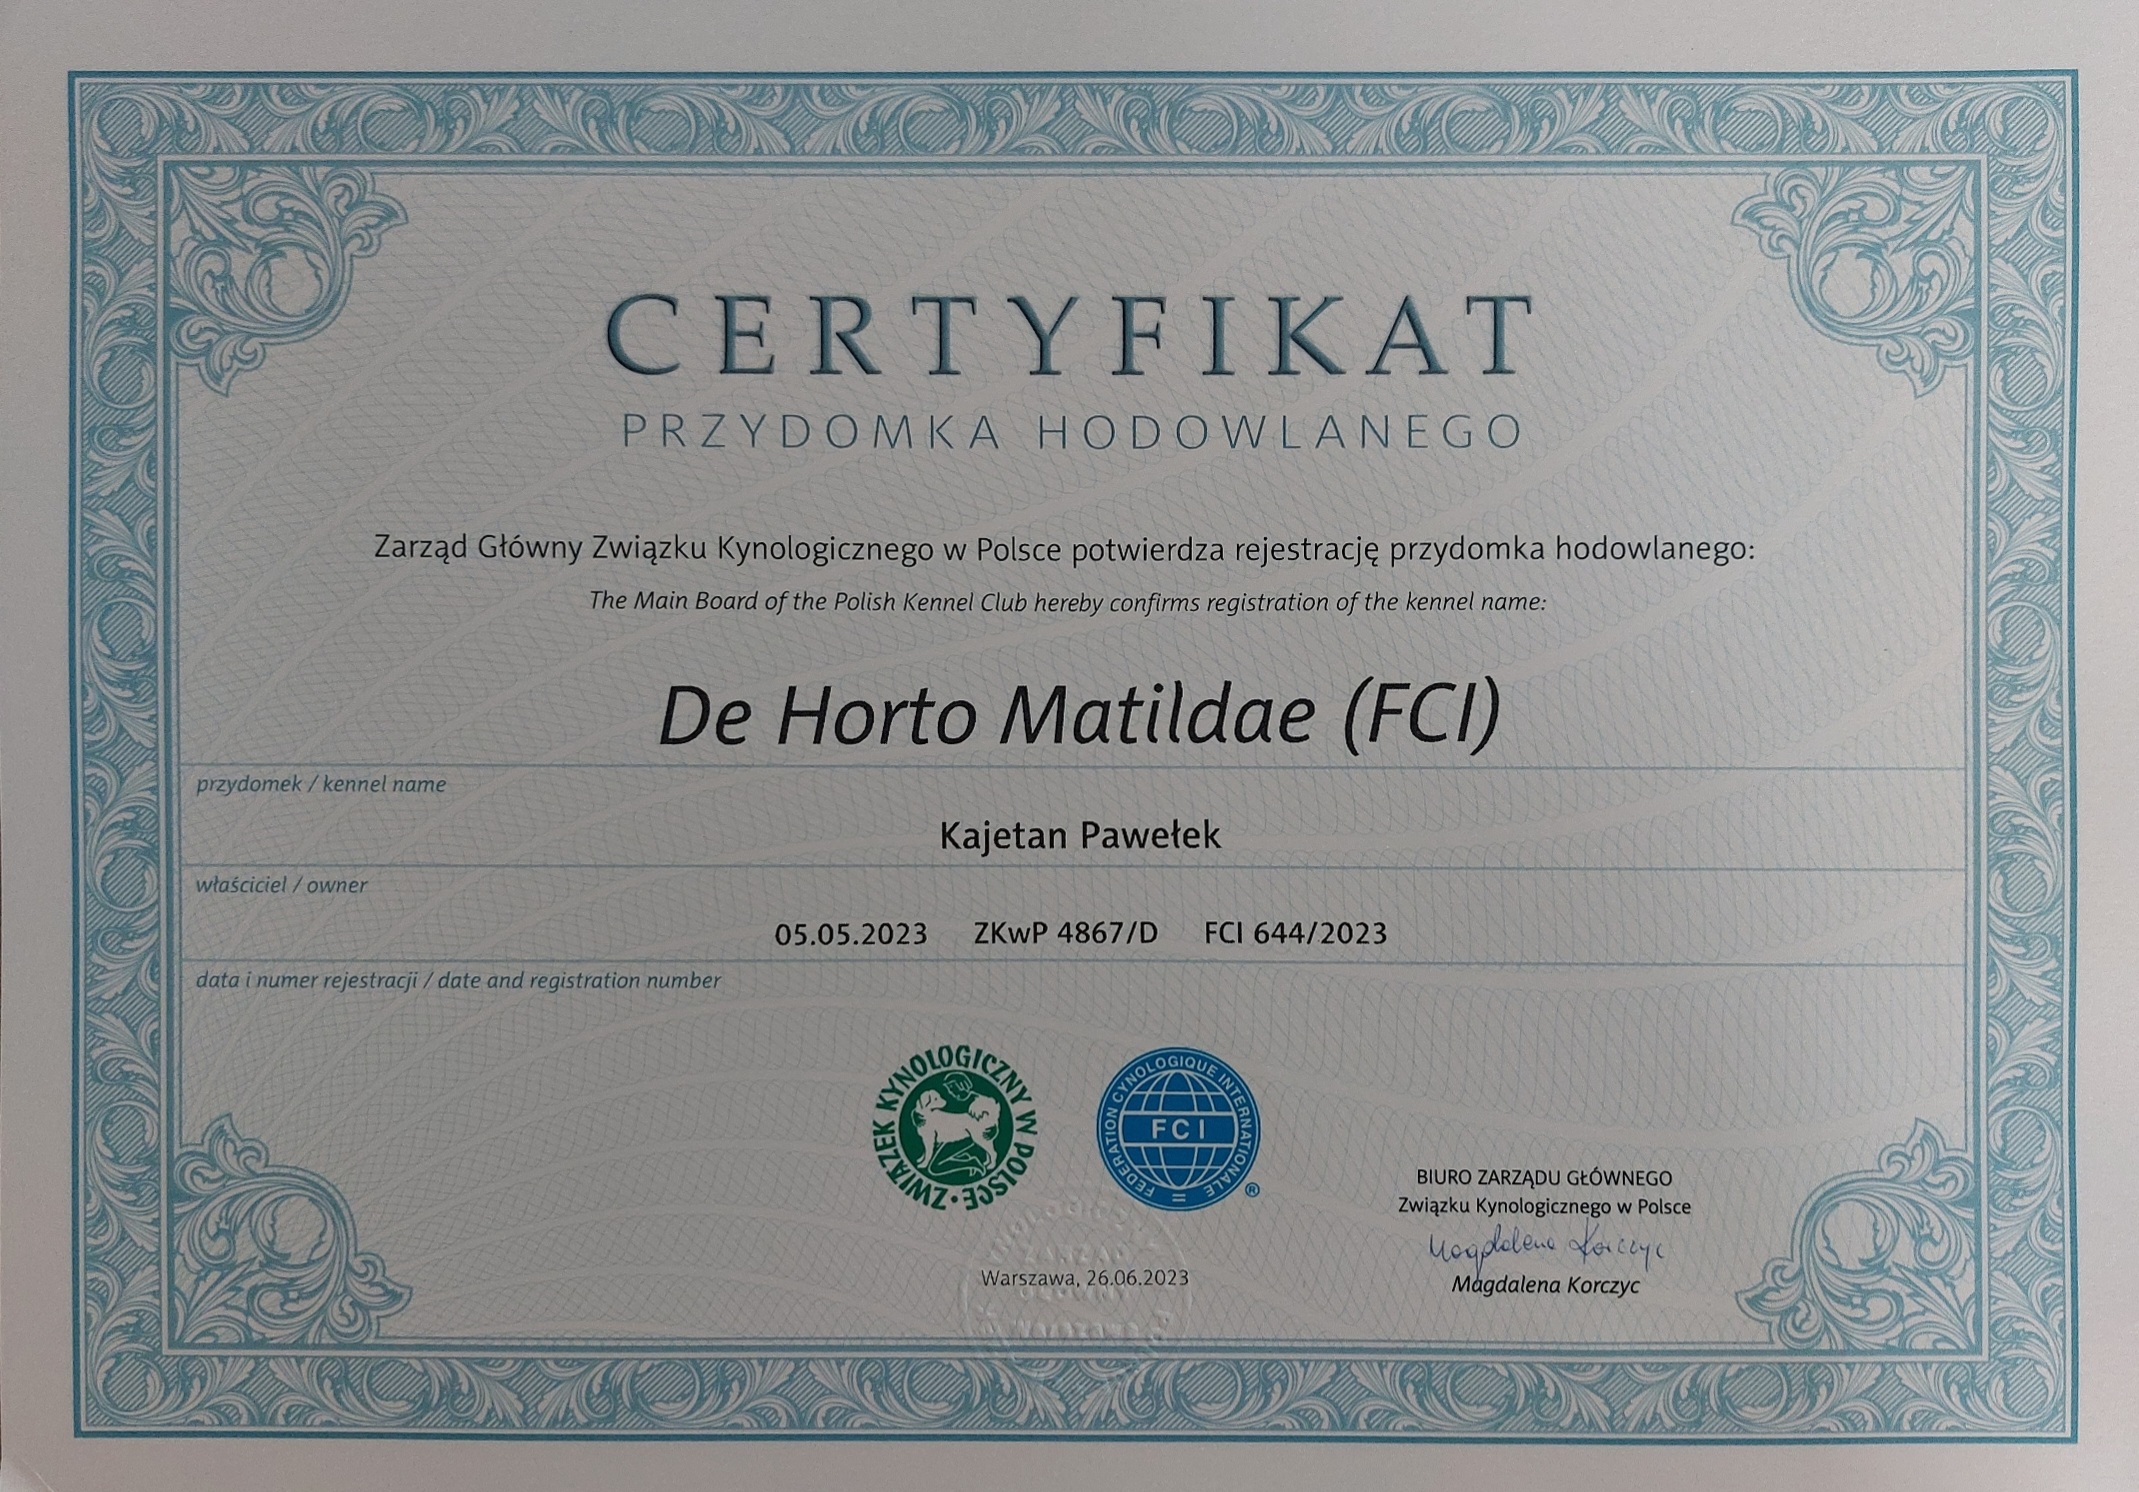 CERTYFIKAT
PRZYDOMKA HODOWLANEGO
Zarząd Główny Związku Kynologicznego w Polsce potwierdza rejestrację przydomka hodowlanego:
The Main Board of the Polish Kennel Club hereby confirms registration of the kennel name:
De Horto Matildae (FCI)
przydomek / kennel name
Kajetan Pawełek
właściciel / owner
05.05.2023 ZKwP 4867/D FCI 644/2023
data i numer rejestracji / date and registration number
ZWIĄZEK KYNOLOGICZNY W POLSCE
FEDERATION CYNOLOGIQUE INTERNATIONALE
FCI
®
BIURO ZARZĄDU GŁÓWNEGO
Związku Kynologicznego w Polsce
Magdalena Korczyc
Magdalena Korczyc
Warszawa, 26.06.2023
ZARZĄD